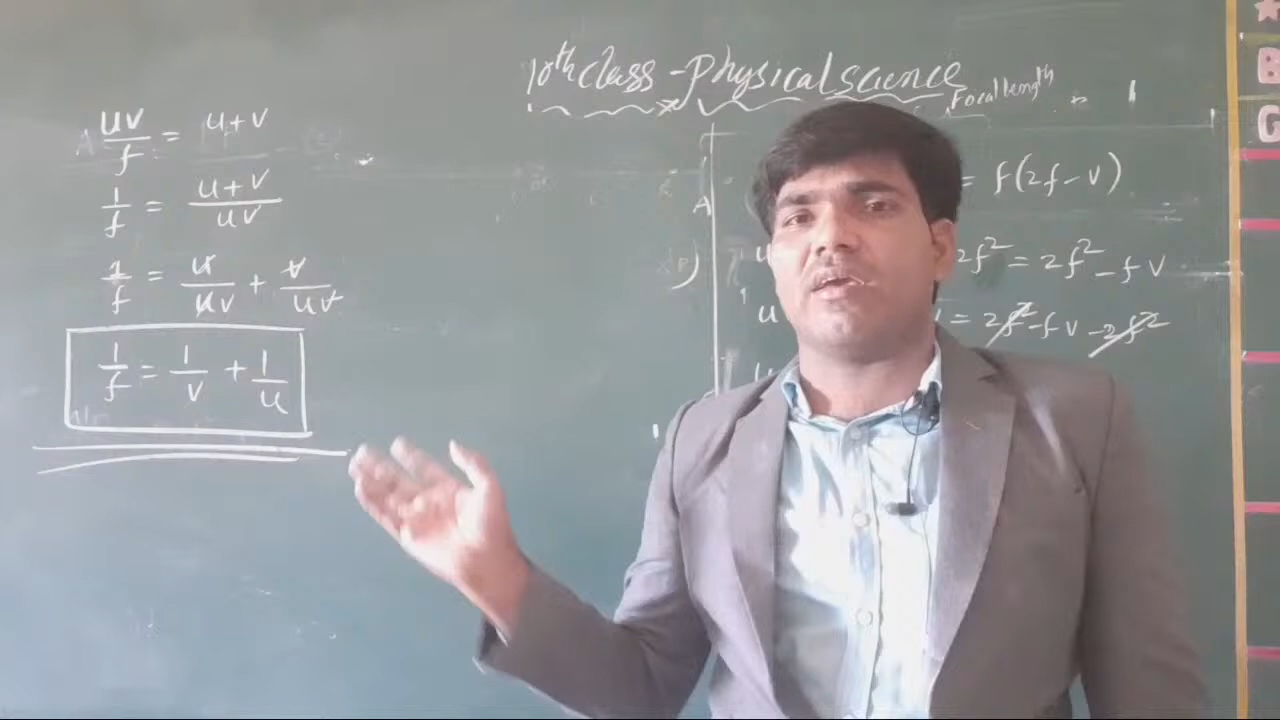 10th class - Physical science
Focal length
uv/f = u+v
1/f = u+v/uv
1/f = u/uv + v/uv
1/f = 1/v + 1/u
A
= f(2f-v)
u 2f² = 2f² - fv
u = 2f² - fv - 2f²
B
G